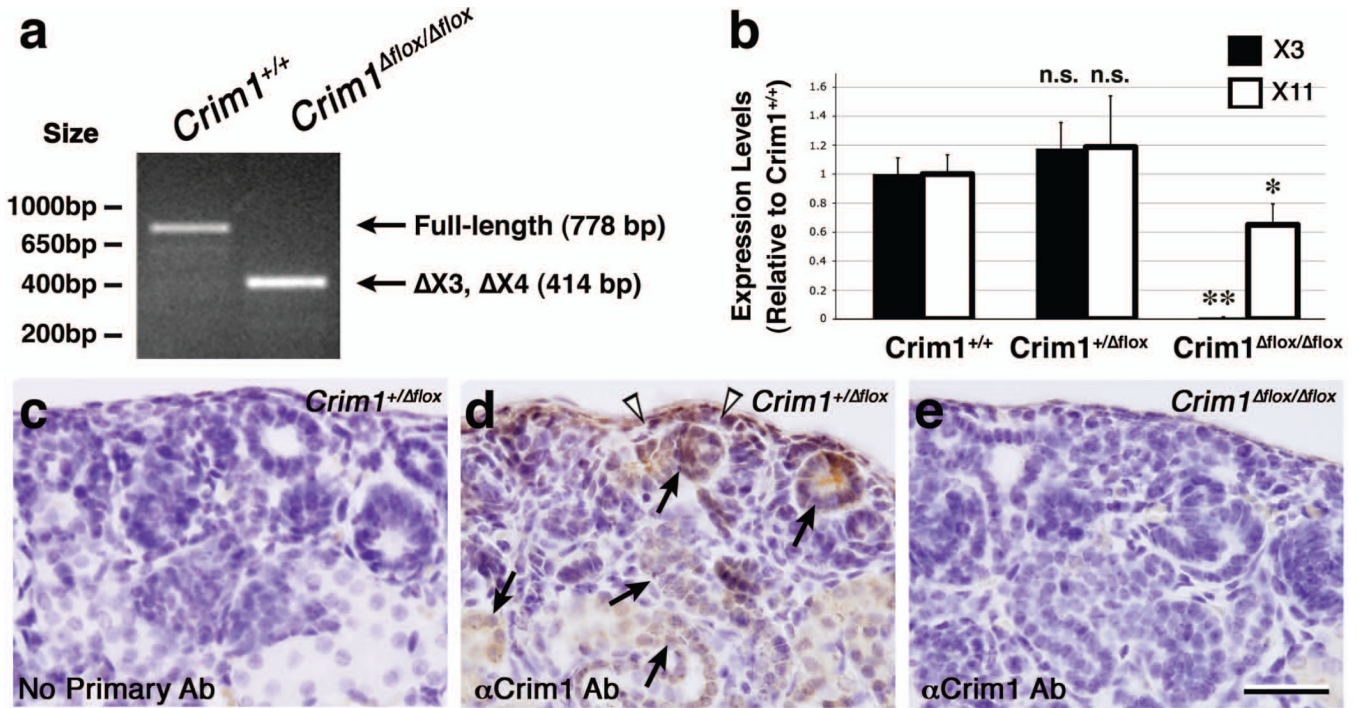 a
Crim1+/+
Crim1Δflox/Δflox
Size
1000bp
650bp
400bp
200bp
Full-length (778 bp)
ΔX3, ΔX4 (414 bp)
b
X3
X11
Expression Levels
(Relative to Crim1+/+)
1.6
1.4
1.2
1
0.8
0.6
0.4
0.2
0
n.s. n.s.
**
*
Crim1+/+ Crim1+/Δflox Crim1Δflox/Δflox
c
Crim1+/Δflox
No Primary Ab
d
Crim1+/Δflox
αCrim1 Ab
e
Crim1Δflox/Δflox
αCrim1 Ab